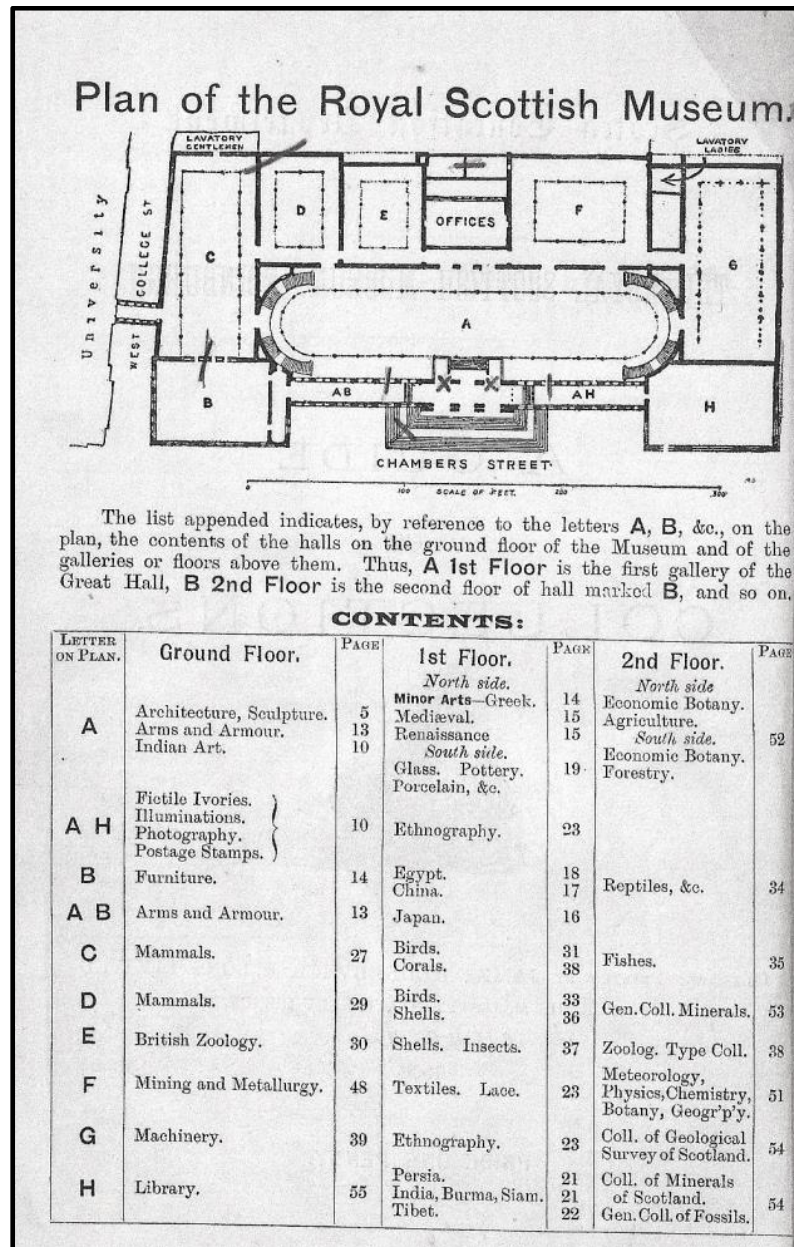 Plan of the Royal Scottish Museum.
LAVATORY
GENTLEMEN
LAVATORY
LADIES
University
WEST COLLEGE ST
C
D
E
OFFICES
F
G
A
B
AB
AH
H
CHAMBERS STREET.
0 100 200 300
SCALE OF FEET.
The list appended indicates, by reference to the letters A, B, &c., on the
plan, the contents of the halls on the ground floor of the Museum and of the
galleries or floors above them. Thus, A 1st Floor is the first gallery of the
Great Hall, B 2nd Floor is the second floor of hall marked B, and so on.
CONTENTS:
LETTER ON PLAN. Ground Floor. PAGE 1st Floor. PAGE 2nd Floor. PAGE
North side. North side
Minor Arts—Greek. 14 Economic Botany.
A Architecture, Sculpture. 5 Mediæval. 15 Agriculture.
Arms and Armour. 13 Renaissance 15 South side. 52
Indian Art. 10 South side. Economic Botany.
Glass. Pottery. 19 Forestry.
Porcelain, &c.
Fictile Ivories.
A H Illuminations. 10 Ethnography. 23
Photography.
Postage Stamps.
B Furniture. 14 Egypt. 18 Reptiles, &c. 34
China. 17
A B Arms and Armour. 13 Japan. 16
C Mammals. 27 Birds. 31 Fishes. 35
Corals. 38
D Mammals. 29 Birds. 33 Gen. Coll. Minerals. 53
Shells. 36
E British Zoology. 30 Shells. Insects. 37 Zoolog. Type Coll. 38
F Mining and Metallurgy. 48 Textiles. Lace. 23 Meteorology,
Physics, Chemistry, 51
Botany, Geogr'p'y.
G Machinery. 39 Ethnography. 23 Coll. of Geological
Survey of Scotland. 54
H Library. 55 Persia. 21 Coll. of Minerals
India, Burma, Siam. 21 of Scotland. 54
Tibet. 22 Gen. Coll. of Fossils.